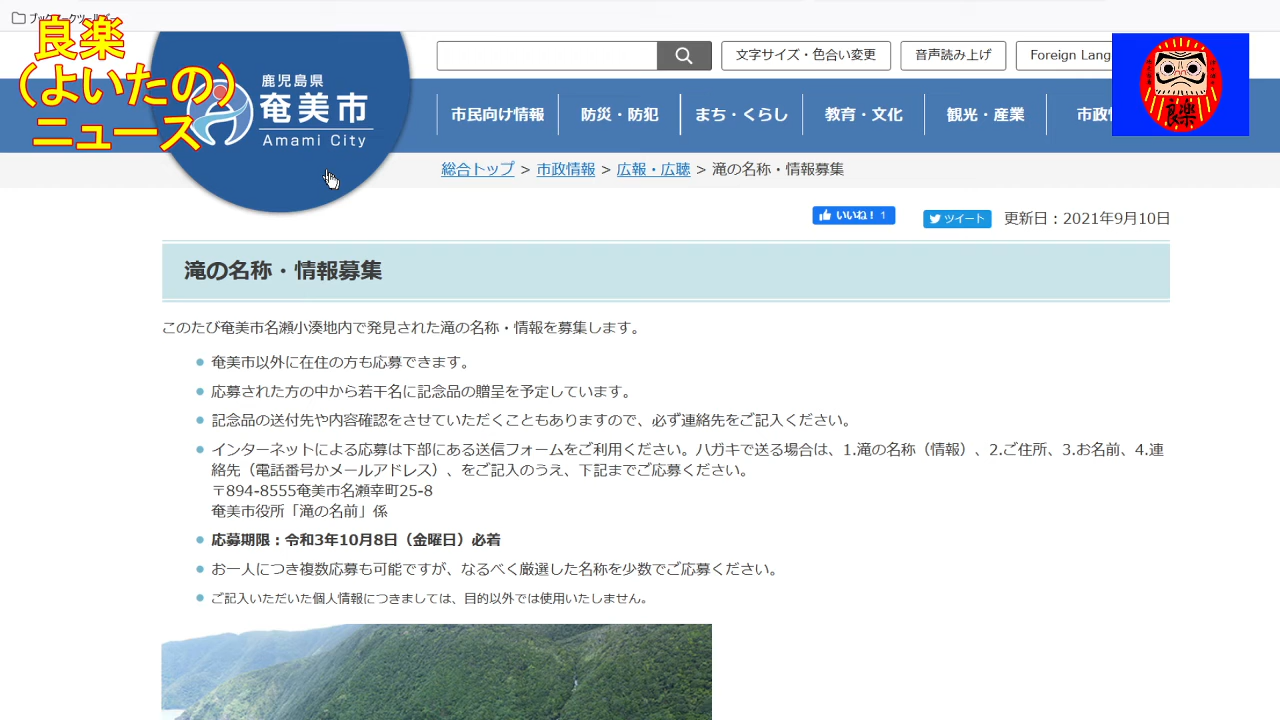 良楽
（よいたの）
ニュース
鹿児島県
奄美市
Amami City
文字サイズ・色合い変更
音声読み上げ
Foreign Lang
良楽
市民向け情報
防災・防犯
まち・くらし
教育・文化
観光・産業
市政
総合トップ > 市政情報 > 広報・広聴 > 滝の名称・情報募集
いいね！ 1
ツイート
更新日：2021年9月10日
滝の名称・情報募集
このたび奄美市名瀬小湊地内で発見された滝の名称・情報を募集します。
奄美市以外に在住の方も応募できます。
応募された方の中から若干名に記念品の贈呈を予定しています。
記念品の送付先や内容確認をさせていただくこともありますので、必ず連絡先をご記入ください。
インターネットによる応募は下部にある送信フォームをご利用ください。ハガキで送る場合は、1.滝の名称（情報）、2.ご住所、3.お名前、4.連
絡先（電話番号かメールアドレス）、をご記入のうえ、下記までご応募ください。
〒894-8555奄美市名瀬幸町25-8
奄美市役所「滝の名前」係
応募期限：令和3年10月8日（金曜日）必着
お一人につき複数応募も可能ですが、なるべく厳選した名称を少数でご応募ください。
ご記入いただいた個人情報につきましては、目的以外では使用いたしません。